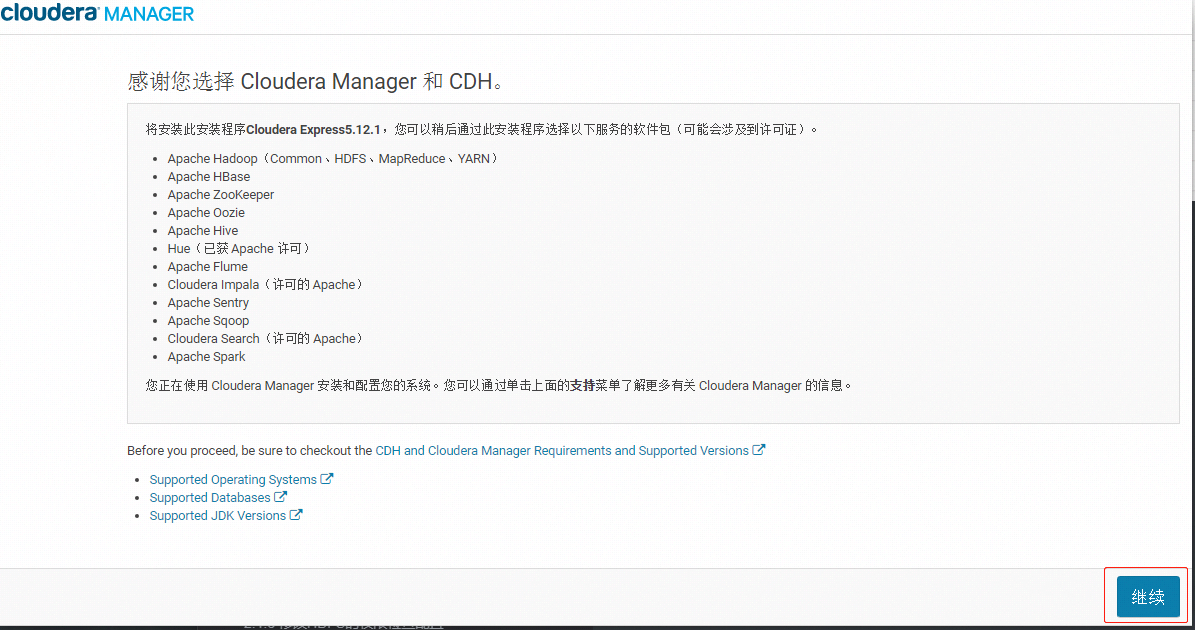 cloudera MANAGER
感谢您选择 Cloudera Manager 和 CDH。
将安装此安装程序Cloudera Express5.12.1，您可以稍后通过此安装程序选择以下服务的软件包（可能会涉及到许可证）。
• Apache Hadoop（Common、HDFS、MapReduce、YARN）
• Apache HBase
• Apache ZooKeeper
• Apache Oozie
• Apache Hive
• Hue（已获 Apache 许可）
• Apache Flume
• Cloudera Impala（许可的 Apache）
• Apache Sentry
• Apache Sqoop
• Cloudera Search（许可的 Apache）
• Apache Spark
您正在使用 Cloudera Manager 安装和配置您的系统。您可以通过单击上面的支持菜单了解更多有关 Cloudera Manager 的信息。
Before you proceed, be sure to checkout the CDH and Cloudera Manager Requirements and Supported Versions
• Supported Operating Systems
• Supported Databases
• Supported JDK Versions
继续